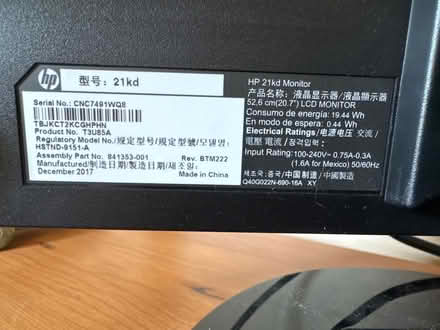 hp
型号: 21kd
Serial No.: CNC7491WQ8
TBJKCT2KCGHPHN
Product No. T3U85A
Regulatory Model No./规定型号/規定型號/모델명:
HSTND-9151-A
Assembly Part No. 841353-001 Rev. BTM222
Manufactured/制造日期/製造日期/제조일:
December 2017 Made in China
HP 21kd Monitor
产品名称:液晶显示器/液晶顯示器
52,6 cm(20.7") LCD MONITOR
Consumo de energía: 19.44 Wh
En modo de espera: 0.44 Wh
Electrical Ratings/电源电压 交流/
電壓 電流/정격입력:
Input Rating: 100-240V~ 0.75A-0.3A
(1.6A for Mexico) 50/60Hz
제조자:
产地:中国制造/中國製造
Q40G022N-690-16A XY